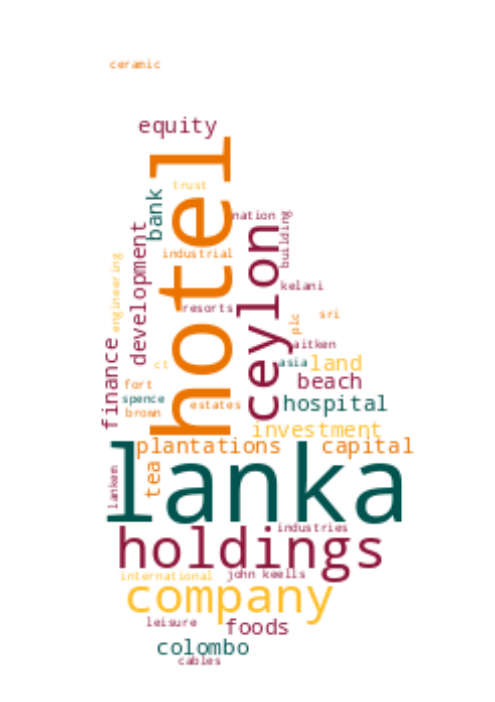 ceramic
equity
hotel
trust
bank
nation
building
development
ceylon
industrial
engineering
kelani
resorts
plc
sri
finance
aitken
asia
land
ct
beach
fort
spence
brown
estates
hospital
investment
plantations
capital
lanka
tea
lankem
holdings
industries
international
john keells
company
leisure
foods
colombo
cables